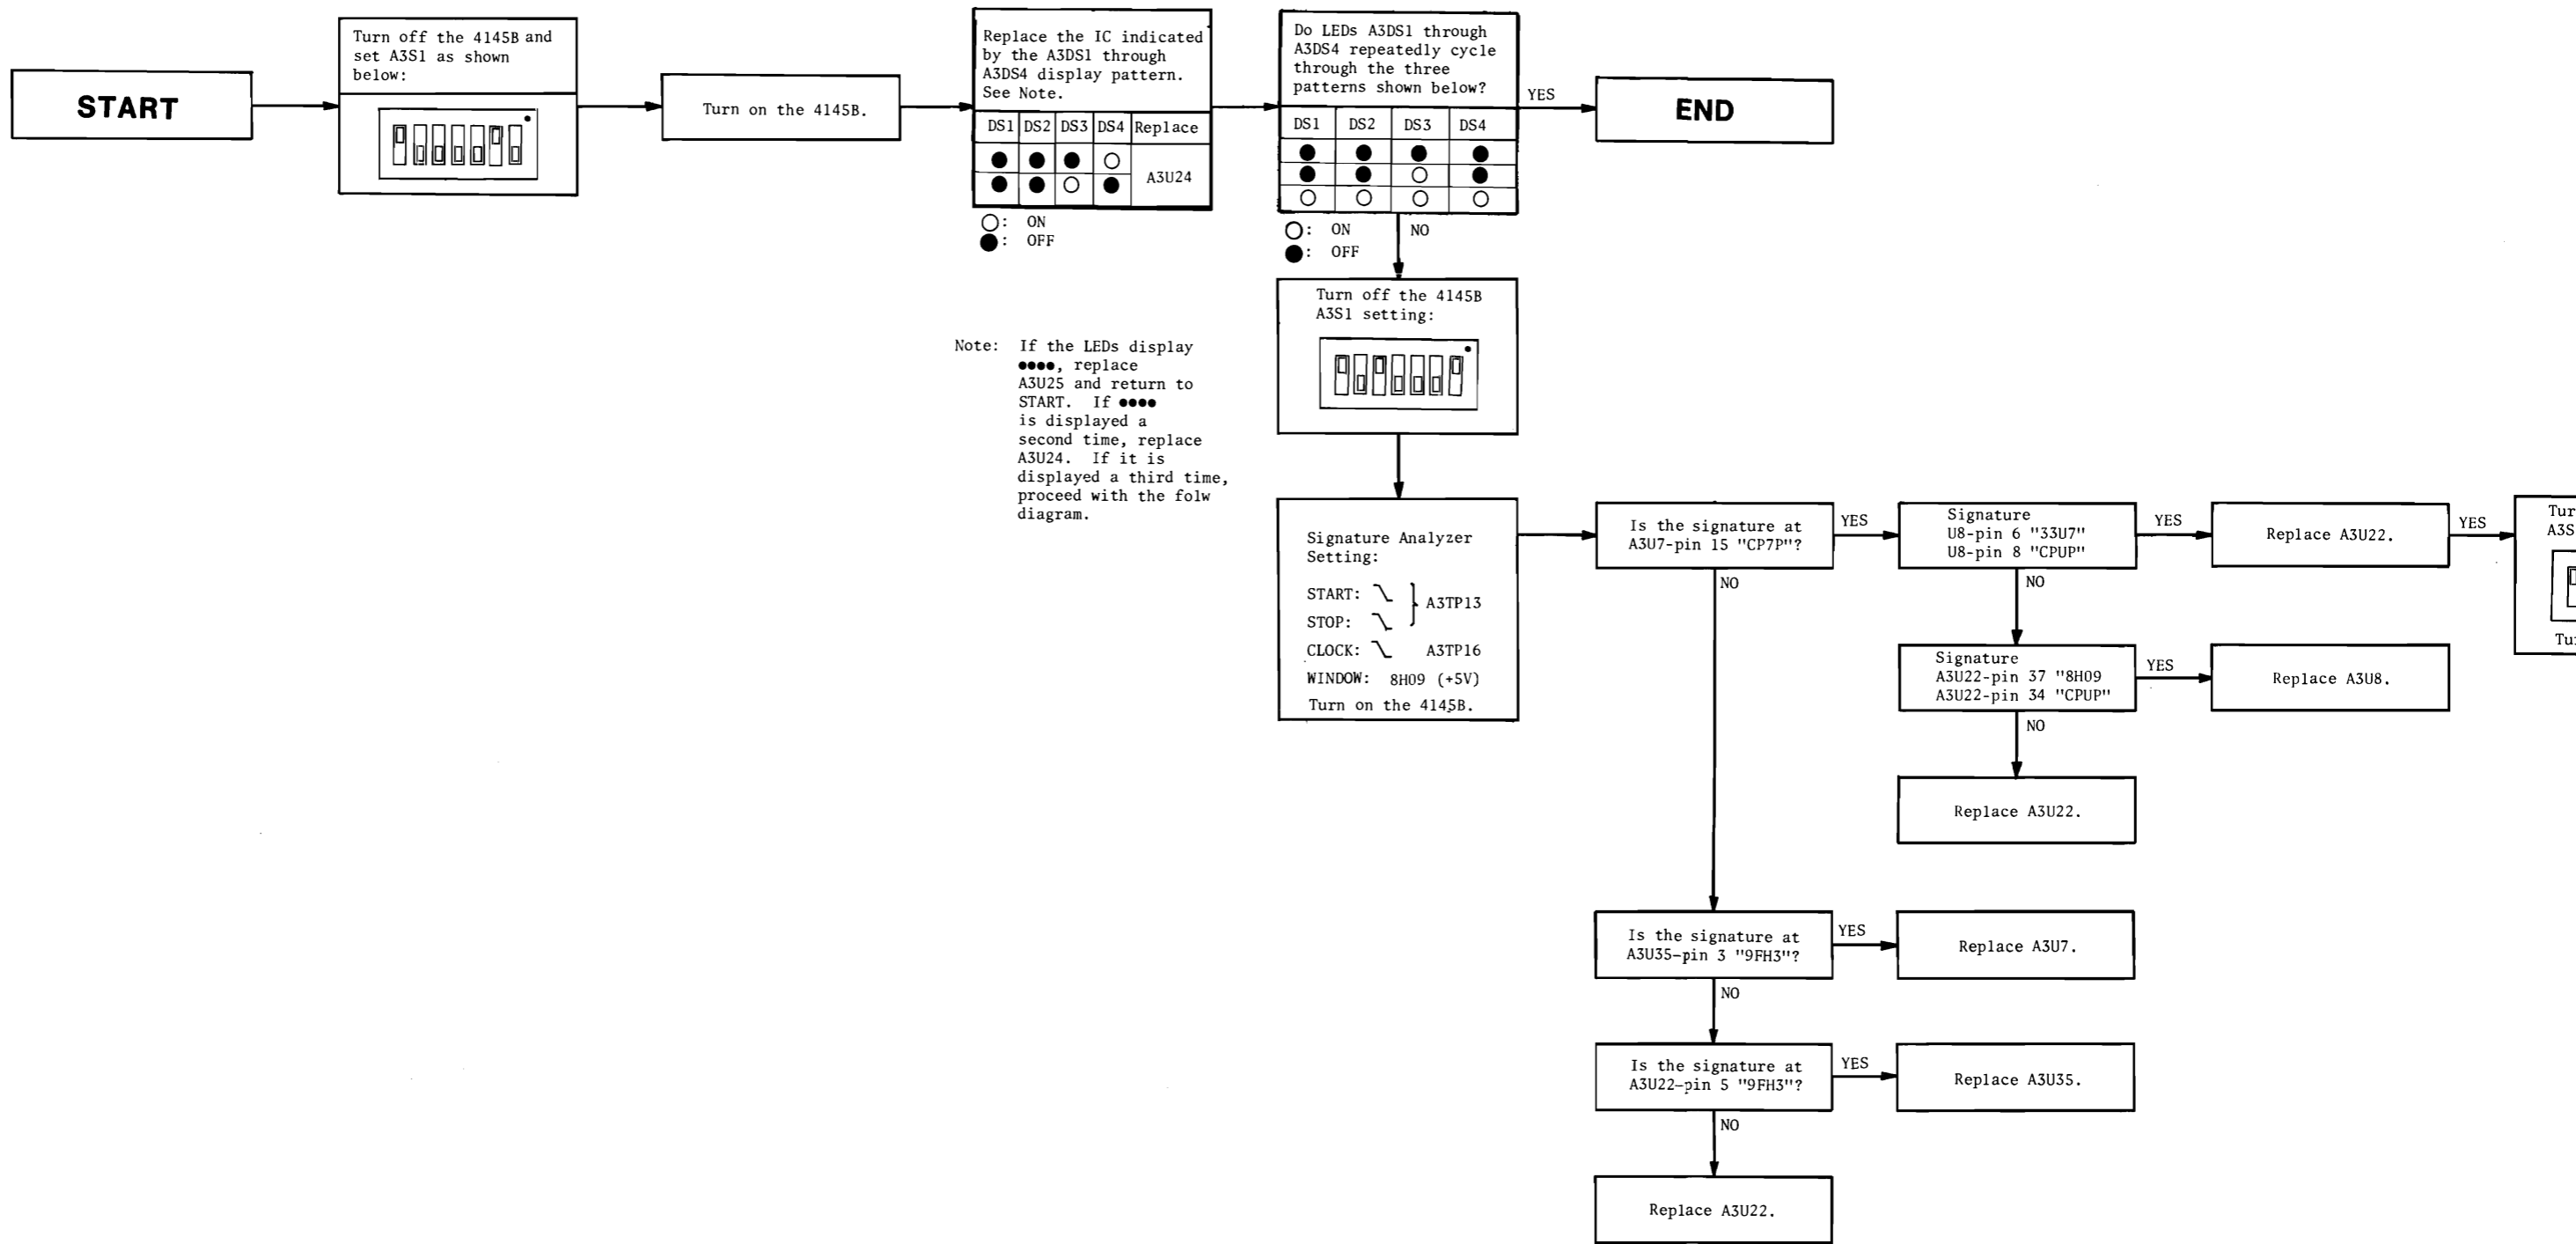 START
Turn off the 4145B and
set A3S1 as shown
below:
Turn on the 4145B.
Replace the IC indicated
by the A3DS1 through
A3DS4 display pattern.
See Note.
DS1 DS2 DS3 DS4 Replace
● ● ● ○
● ● ○ ●
A3U24
○: ON
●: OFF
Note: If the LEDs display
●●●●, replace
A3U25 and return to
START. If ●●●●
is displayed a
second time, replace
A3U24. If it is
displayed a third time,
proceed with the folw
diagram.
Do LEDs A3DS1 through
A3DS4 repeatedly cycle
through the three
patterns shown below?
DS1 DS2 DS3 DS4
● ● ● ●
● ● ○ ●
○ ○ ○ ○
○: ON
●: OFF
YES
END
NO
Turn off the 4145B
A3S1 setting:
Signature Analyzer
Setting:
START: A3TP13
STOP:
CLOCK: A3TP16
WINDOW: 8H09 (+5V)
Turn on the 4145B.
Is the signature at
A3U7-pin 15 "CP7P"?
YES
Signature
U8-pin 6 "33U7"
U8-pin 8 "CPUP"
YES
Replace A3U22.
YES
Tur
A3S
Tu
NO
NO
Signature
A3U22-pin 37 "8H09
A3U22-pin 34 "CPUP"
YES
Replace A3U8.
NO
Replace A3U22.
Is the signature at
A3U35-pin 3 "9FH3"?
YES
Replace A3U7.
NO
Is the signature at
A3U22-pin 5 "9FH3"?
YES
Replace A3U35.
NO
Replace A3U22.